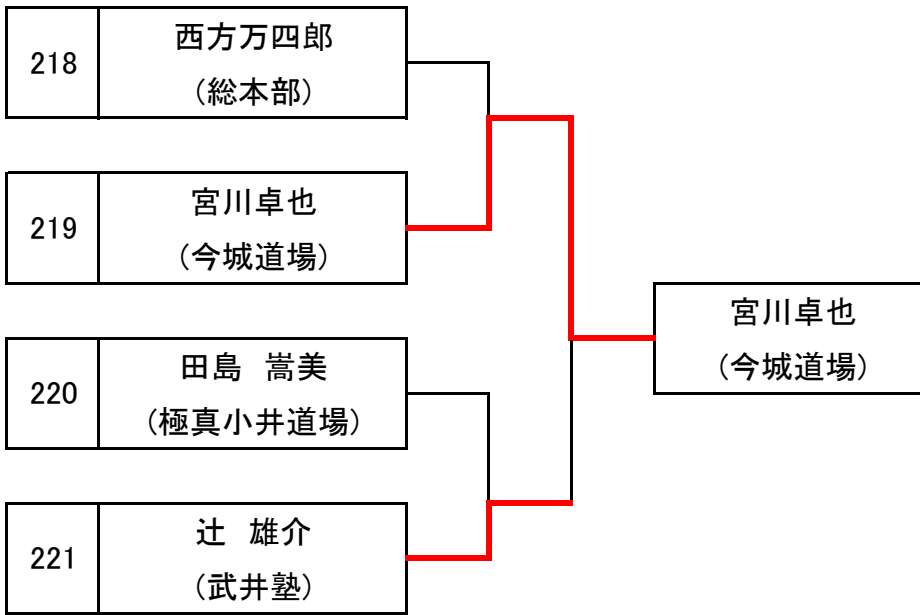 218
西方万四郎
(総本部)
219
宮川卓也
(今城道場)
220
田島　嵩美
(極真小井道場)
221
辻　雄介
(武井塾)
宮川卓也
(今城道場)